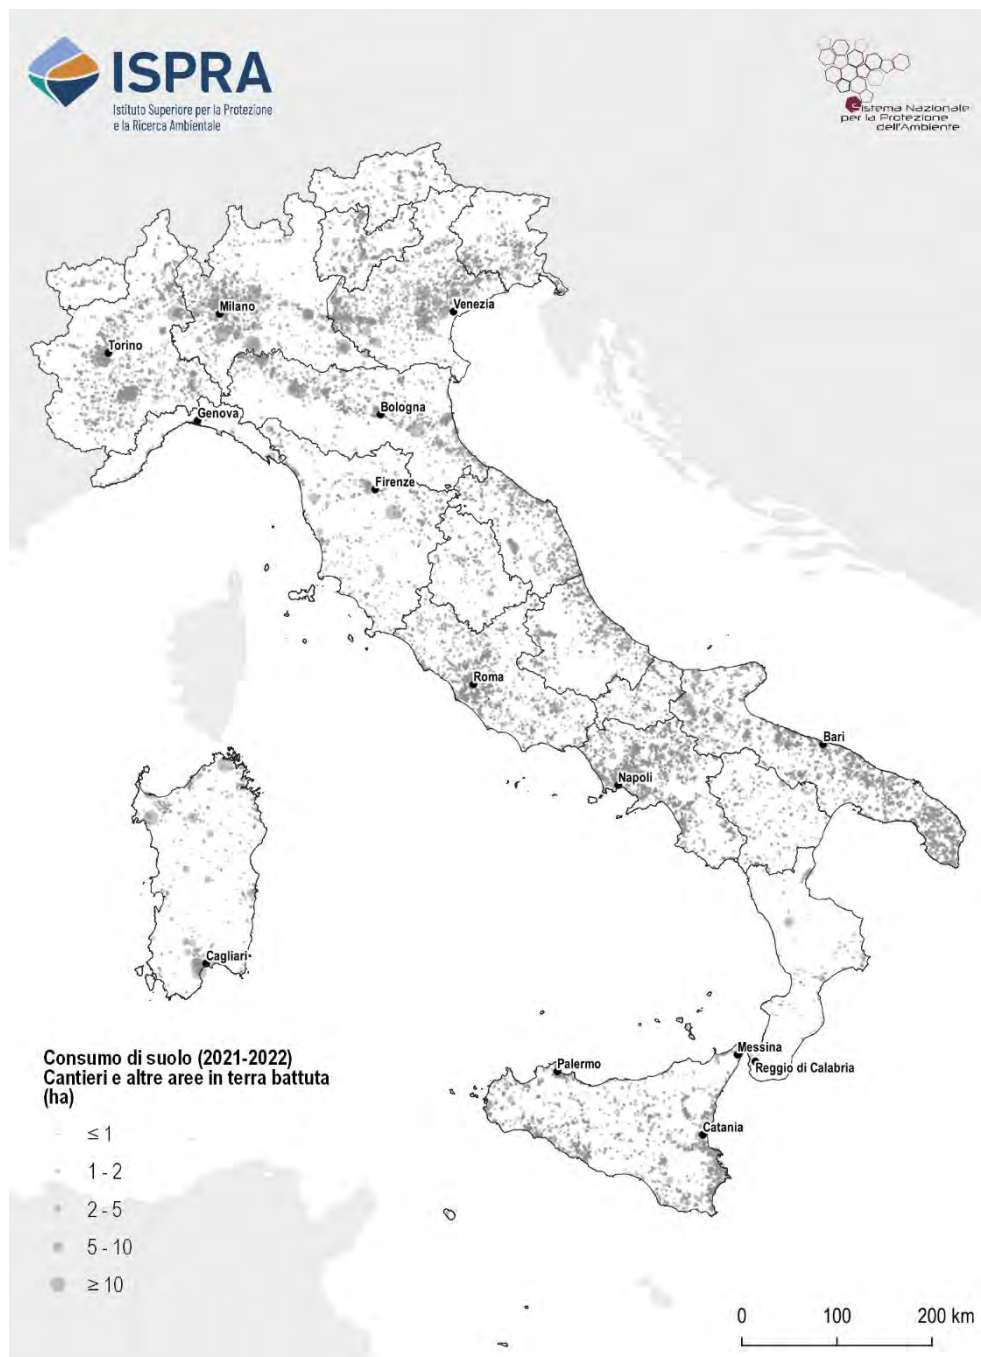 ISPRA
Istituto Superiore per la Protezione
e la Ricerca Ambientale
Sistema Nazionale
per la Protezione
dell'Ambiente
Milano
Venezia
Torino
Bologna
Genova
Firenze
Roma
Bari
Napoli
Cagliari
Messina
Palermo
Reggio di Calabria
Catania
Consumo di suolo (2021-2022)
Cantieri e altre aree in terra battuta
(ha)
≤ 1
1 - 2
2 - 5
5 - 10
≥ 10
0 100 200 km